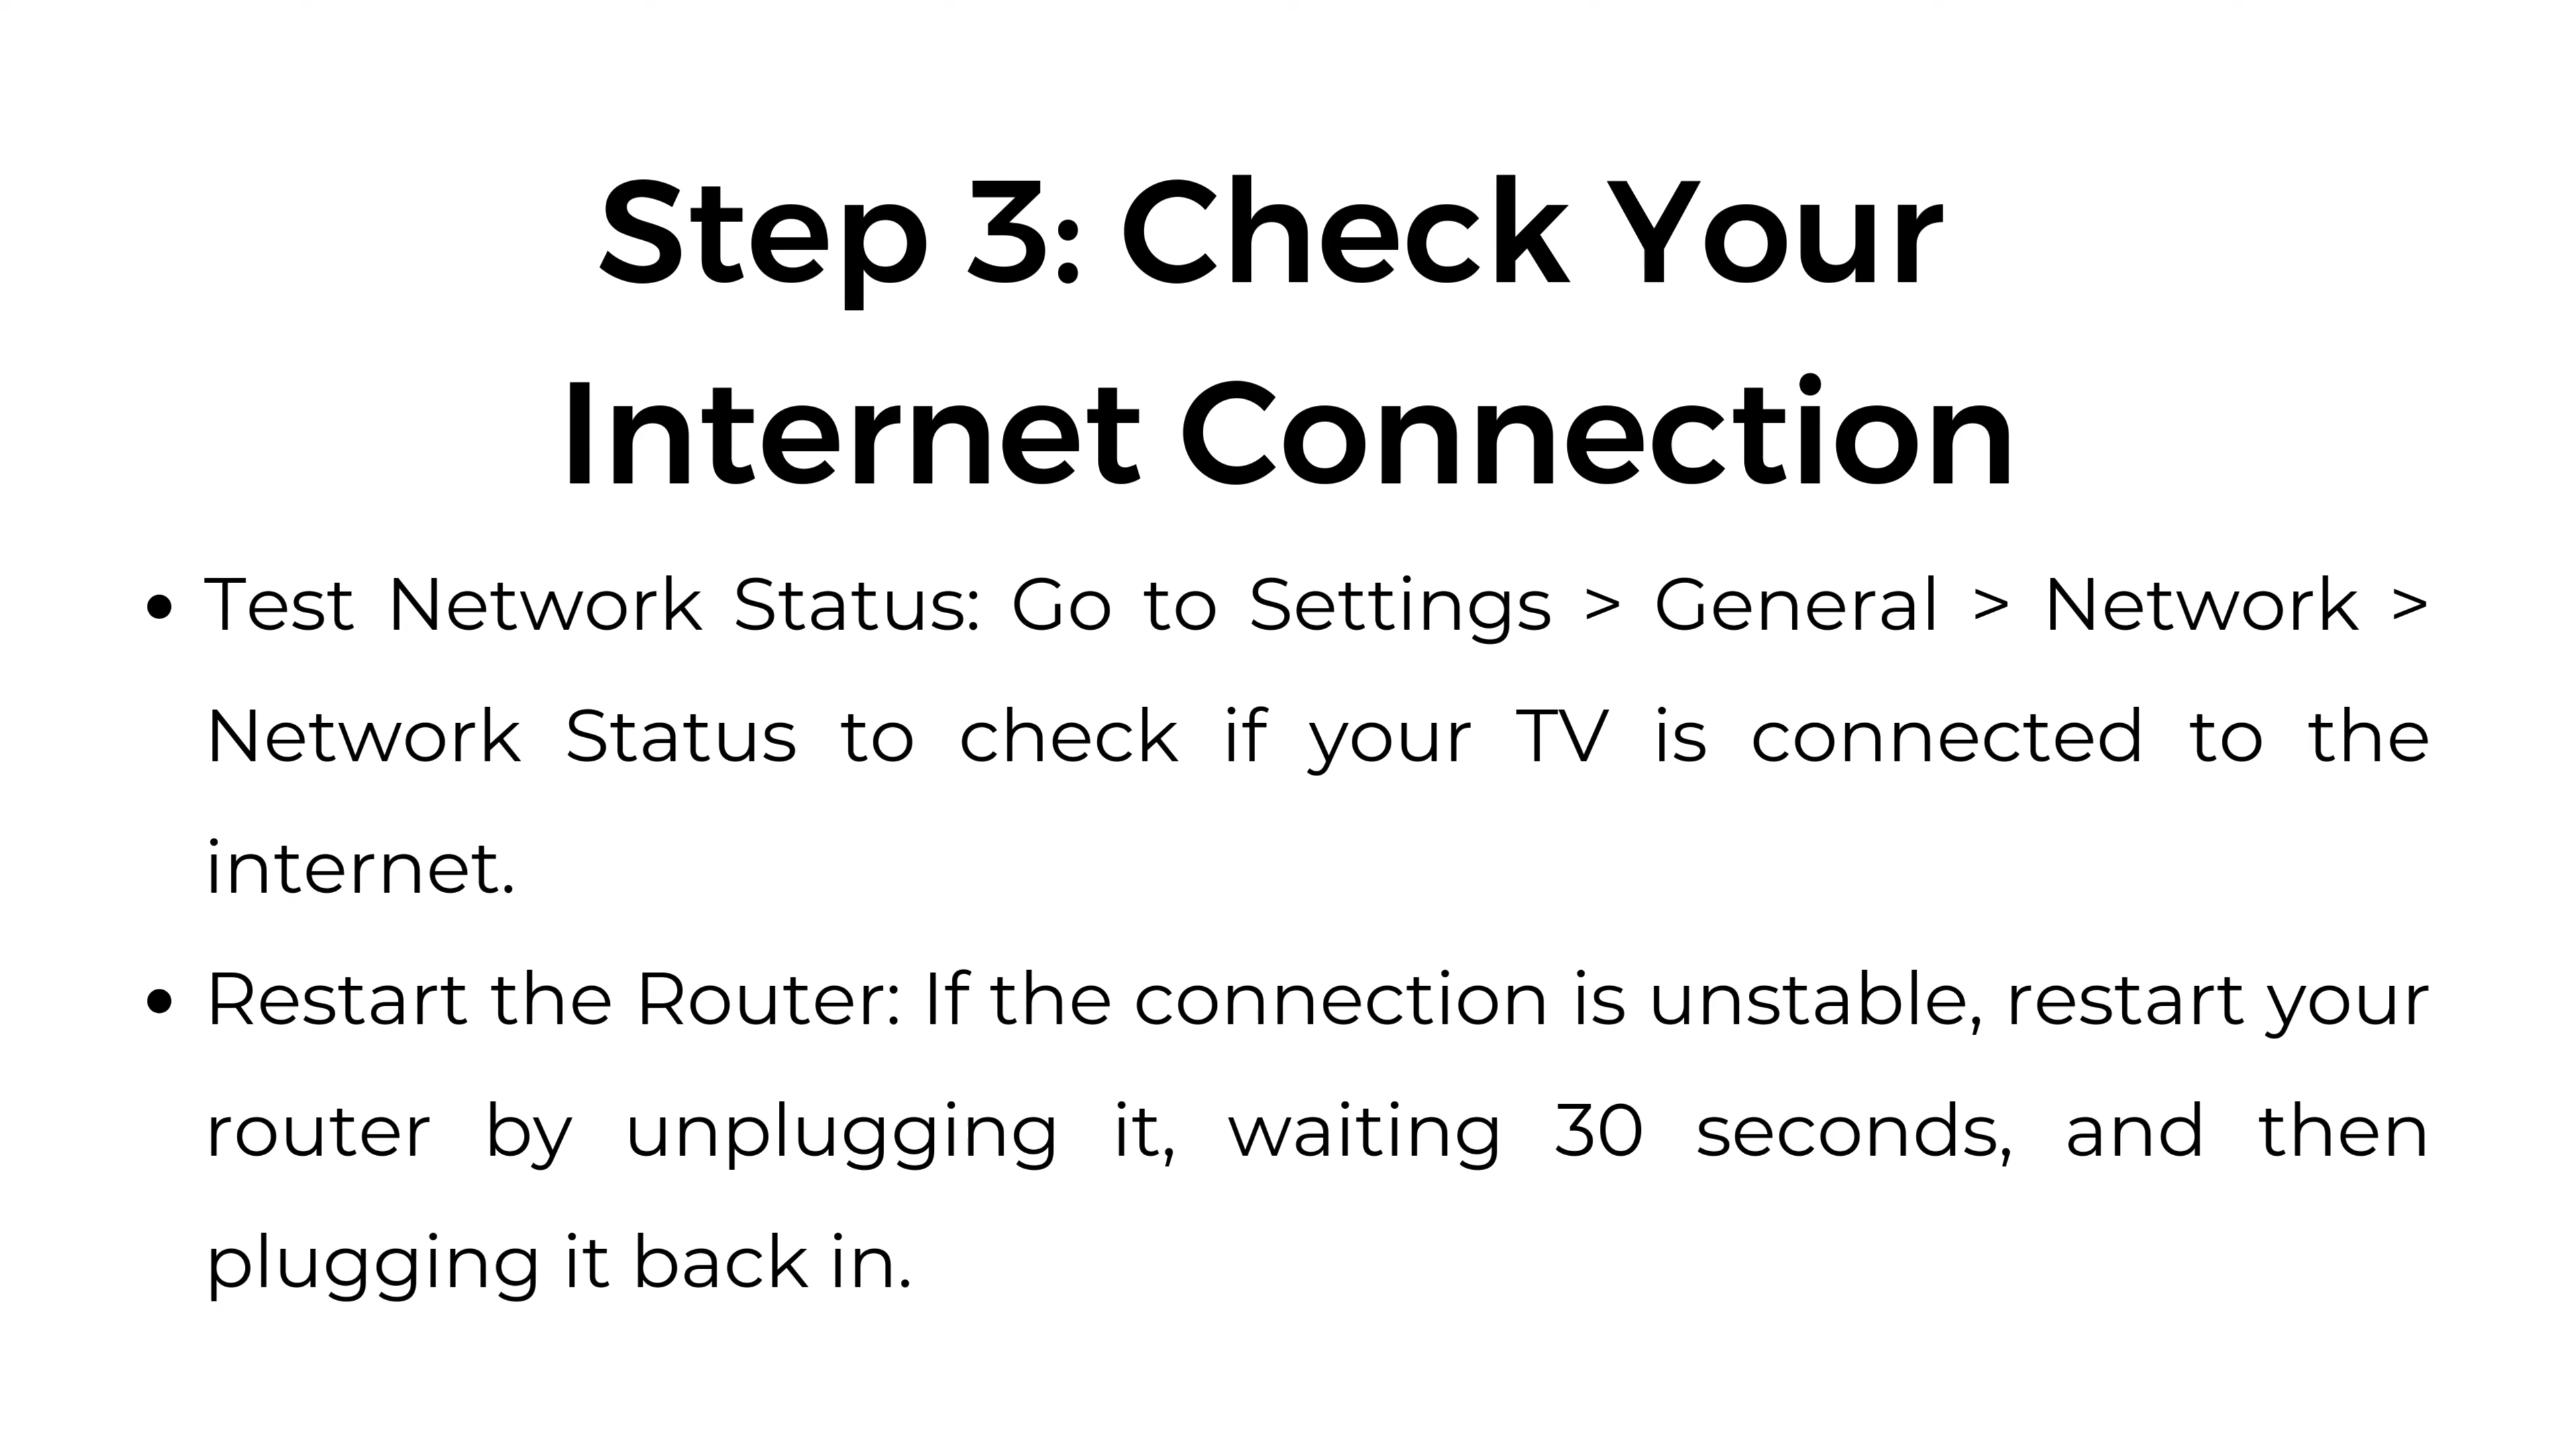 Step 3: Check Your
Internet Connection
• Test Network Status: Go to Settings > General > Network >
Network Status to check if your TV is connected to the
internet.
• Restart the Router: If the connection is unstable, restart your
router by unplugging it, waiting 30 seconds, and then
plugging it back in.